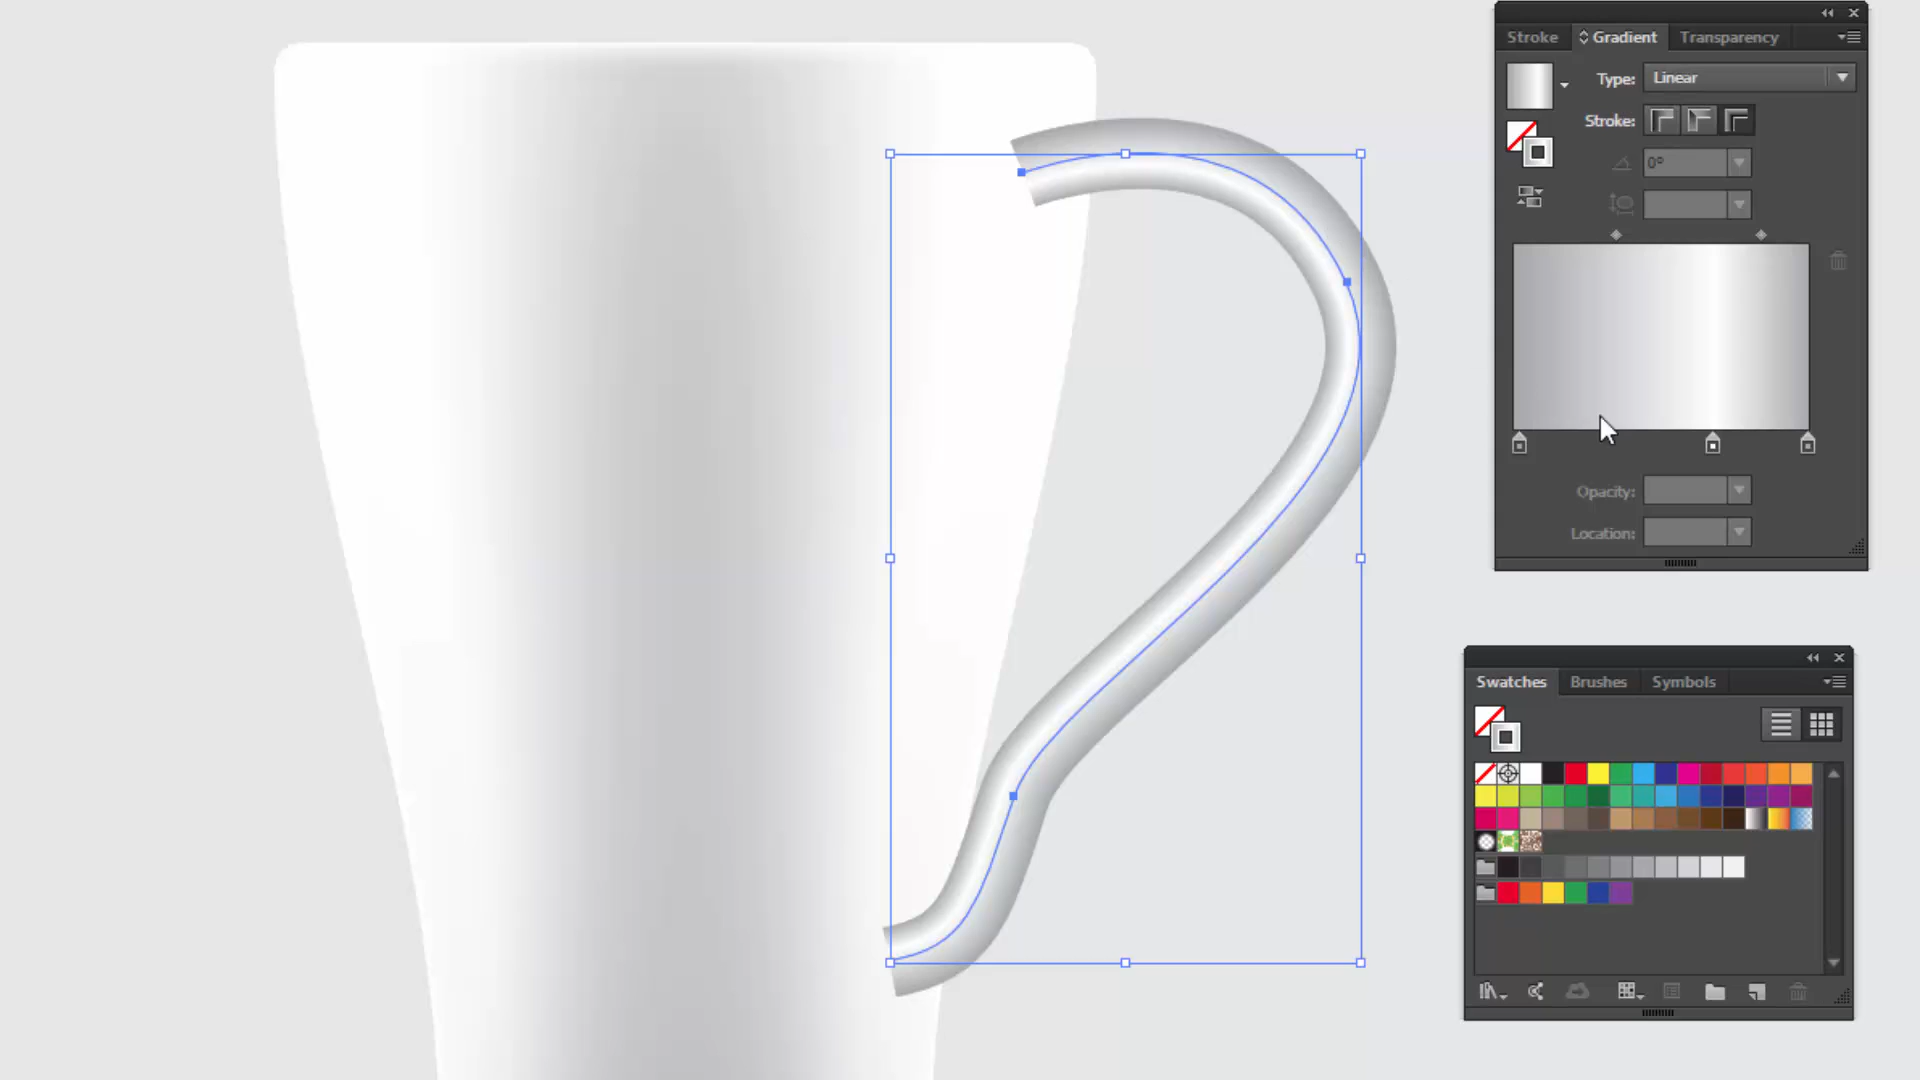 Stroke Gradient Transparency
Type: Linear
Stroke:
0°
Opacity:
Location:
Swatches Brushes Symbols